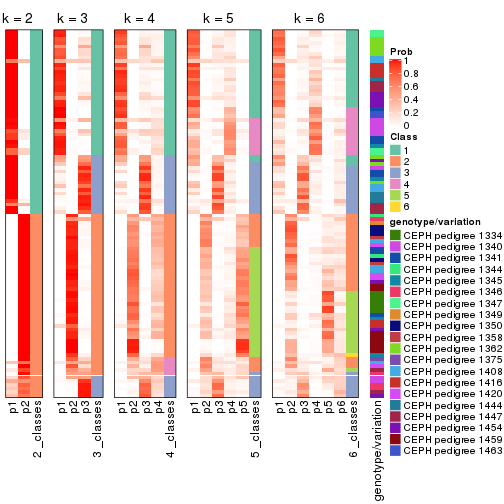 k = 2 k = 3 k = 4 k = 5 k = 6
Prob
1
0.8
0.6
0.4
0.2
0
Class
1
2
3
4
5
6
genotype/variation
CEPH pedigree 1334
CEPH pedigree 1340
CEPH pedigree 1341
CEPH pedigree 1344
CEPH pedigree 1345
CEPH pedigree 1346
CEPH pedigree 1347
CEPH pedigree 1349
CEPH pedigree 1350
CEPH pedigree 1358
CEPH pedigree 1362
CEPH pedigree 1375
CEPH pedigree 1408
CEPH pedigree 1416
CEPH pedigree 1420
CEPH pedigree 1444
CEPH pedigree 1447
CEPH pedigree 1454
CEPH pedigree 1459
CEPH pedigree 1463
p1 p2 2_classes
p1 p2 p3 3_classes
p1 p2 p3 p4 4_classes
p1 p2 p3 p4 p5 5_classes
p1 p2 p3 p4 p5 p6 6_classes
genotype/variation